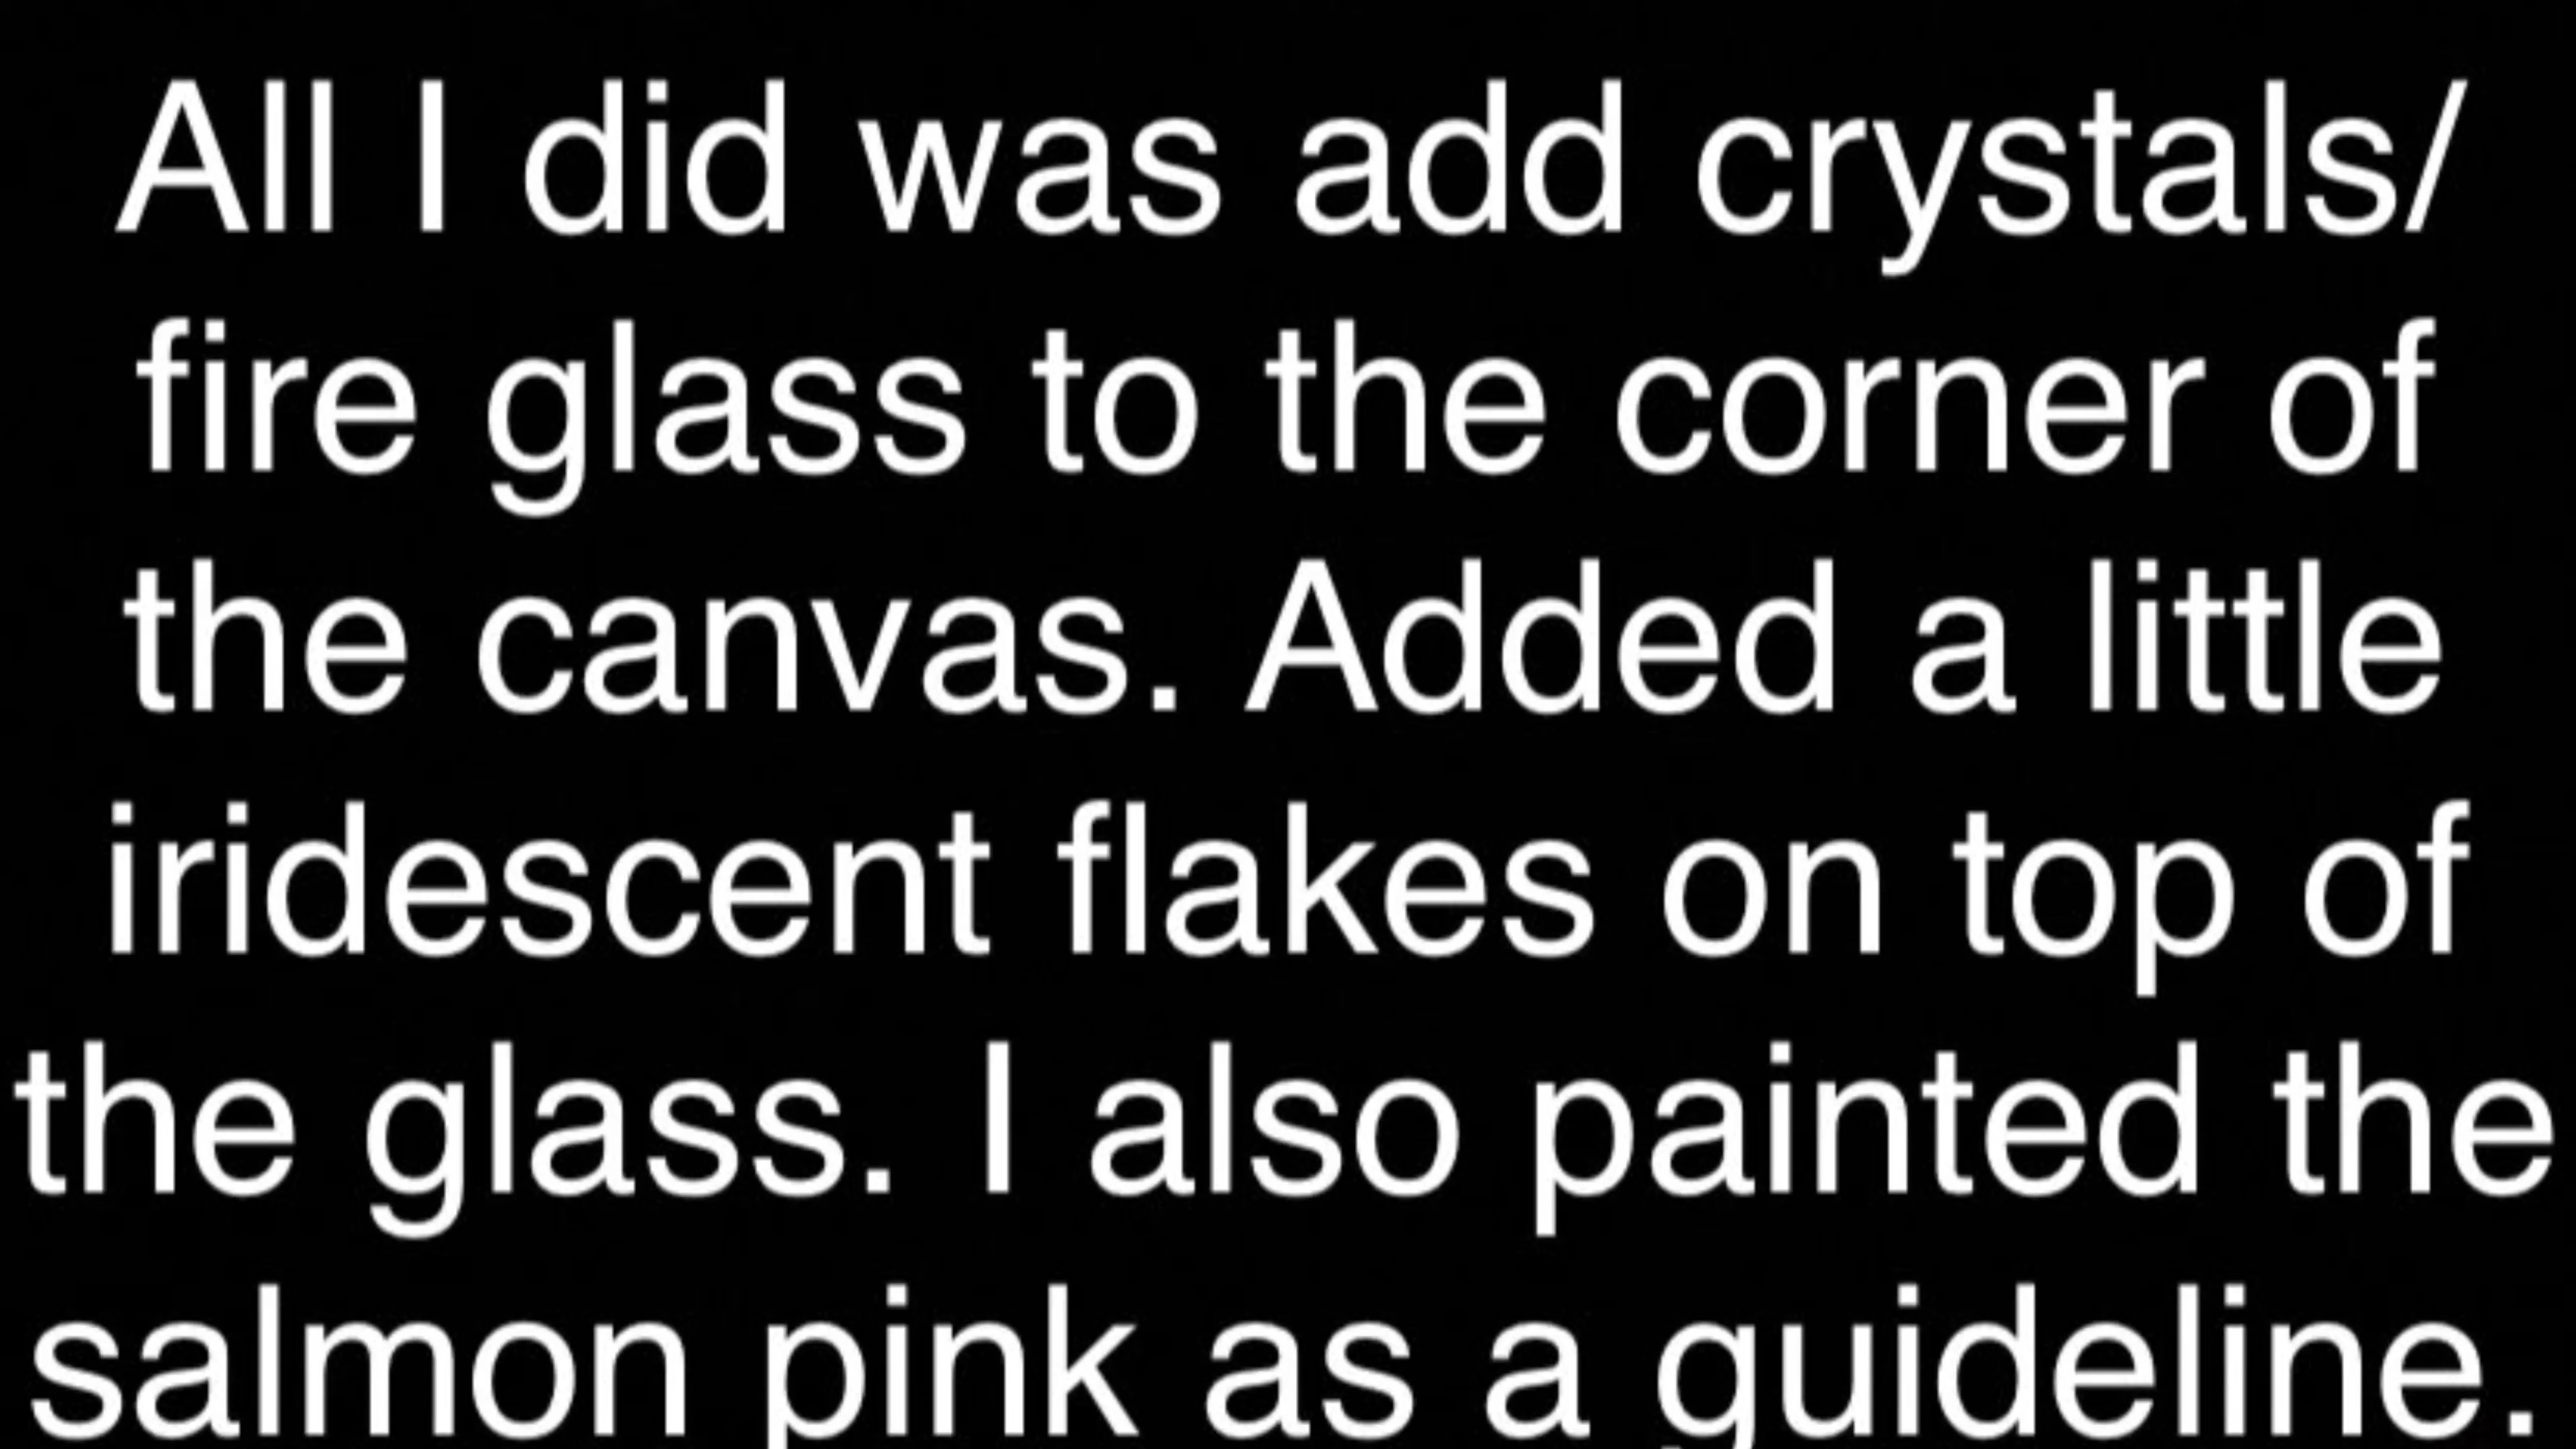 All I did was add crystals/
fire glass to the corner of
the canvas. Added a little
iridescent flakes on top of
the glass. I also painted the
salmon pink as a guideline.